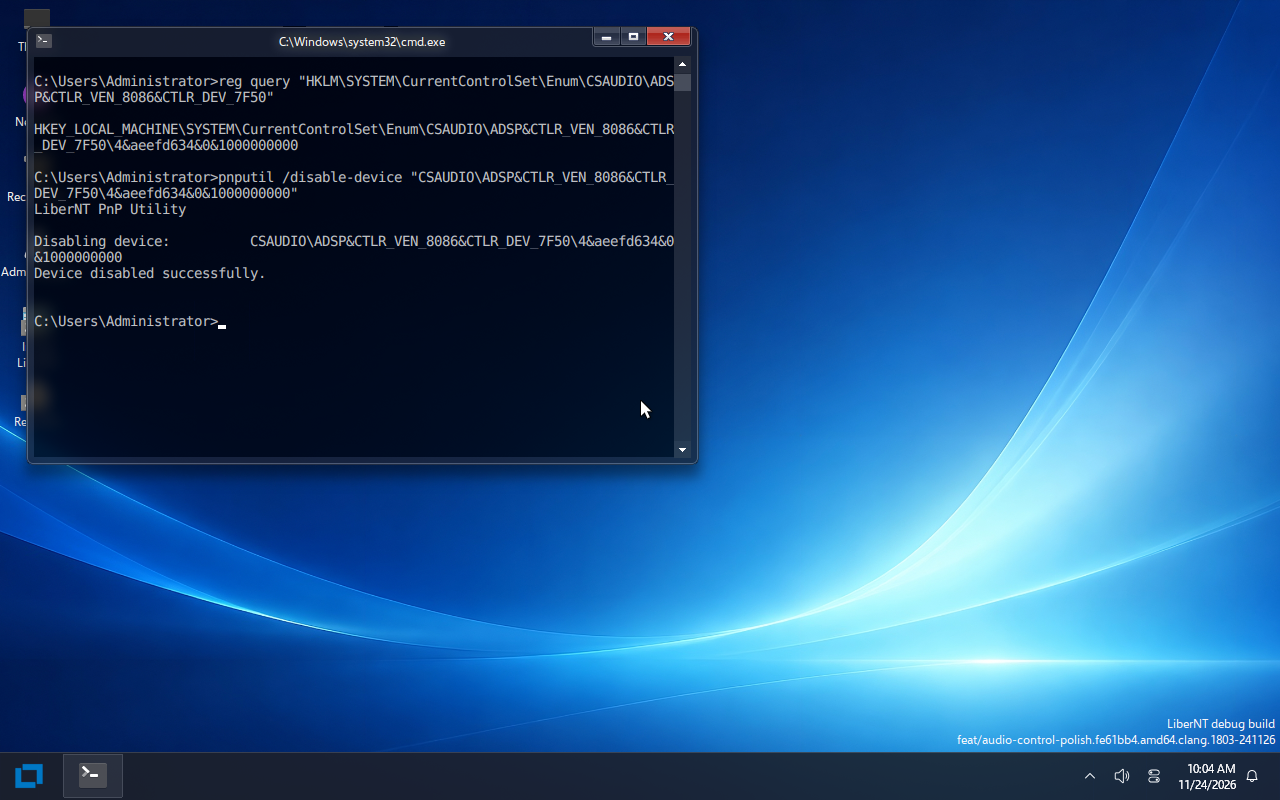 C:\Windows\system32\cmd.exe
C:\Users\Administrator>reg query "HKLM\SYSTEM\CurrentControlSet\Enum\CSAUDIO\ADS
P&CTLR_VEN_8086&CTLR_DEV_7F50"
HKEY_LOCAL_MACHINE\SYSTEM\CurrentControlSet\Enum\CSAUDIO\ADSP&CTLR_VEN_8086&CTLR
_DEV_7F50\4&aeefd634&0&1000000000
C:\Users\Administrator>pnputil /disable-device "CSAUDIO\ADSP&CTLR_VEN_8086&CTLR_
DEV_7F50\4&aeefd634&0&1000000000"
LiberNT PnP Utility
Disabling device:          CSAUDIO\ADSP&CTLR_VEN_8086&CTLR_DEV_7F50\4&aeefd634&0
&1000000000
Device disabled successfully.
C:\Users\Administrator>
LiberNT debug build
feat/audio-control-polish.fe61bb4.amd64.clang.1803-241126
10:04 AM
11/24/2026